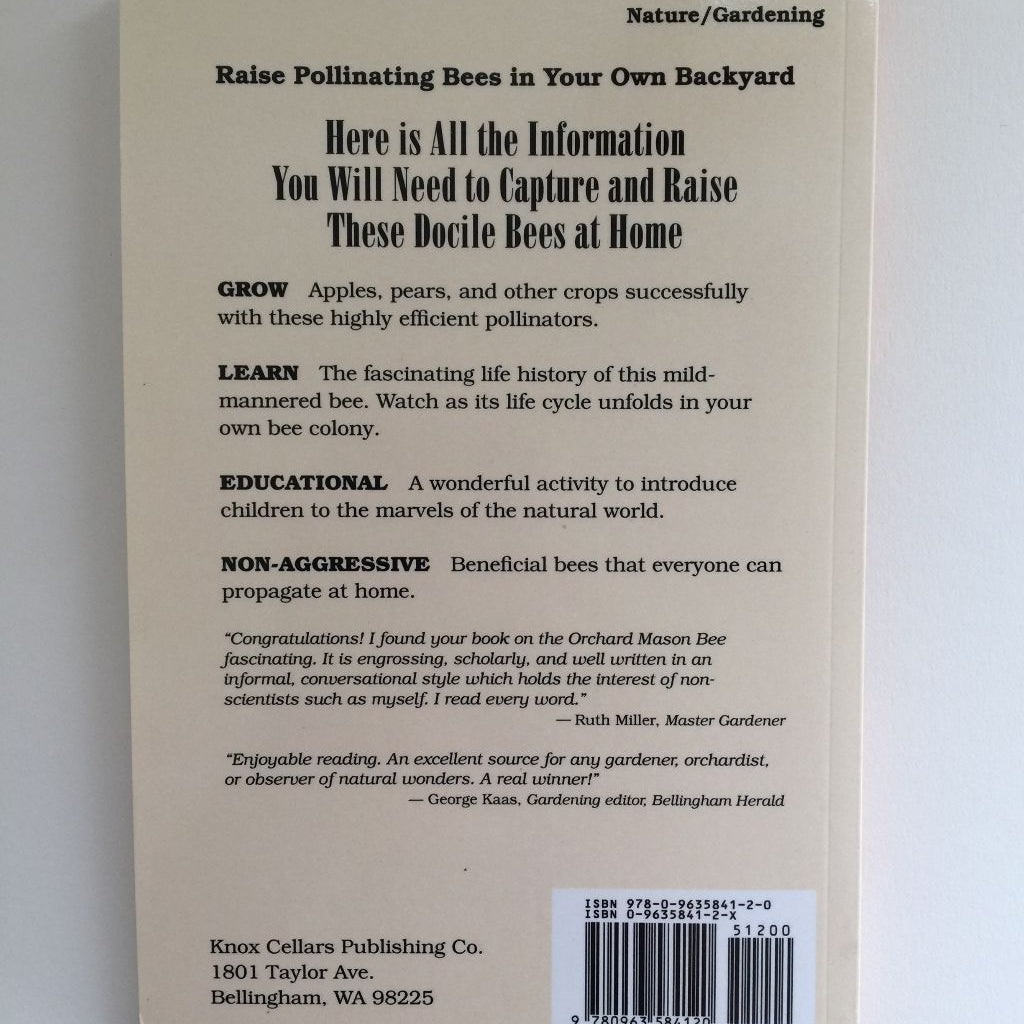 Nature/Gardening
Raise Pollinating Bees in Your Own Backyard
Here is All the Information
You Will Need to Capture and Raise
These Docile Bees at Home
GROW Apples, pears, and other crops successfully
with these highly efficient pollinators.
LEARN The fascinating life history of this mild-
mannered bee. Watch as its life cycle unfolds in your
own bee colony.
EDUCATIONAL A wonderful activity to introduce
children to the marvels of the natural world.
NON-AGGRESSIVE Beneficial bees that everyone can
propagate at home.
“Congratulations! I found your book on the Orchard Mason Bee
fascinating. It is engrossing, scholarly, and well written in an
informal, conversational style which holds the interest of non-
scientists such as myself. I read every word.”
— Ruth Miller, Master Gardener
“Enjoyable reading. An excellent source for any gardener, orchardist,
or observer of natural wonders. A real winner!”
— George Kaas, Gardening editor, Bellingham Herald
Knox Cellars Publishing Co.
1801 Taylor Ave.
Bellingham, WA 98225
ISBN 978-0-9635841-2-0
ISBN 0-9635841-2-X
51200
9 780963 584120